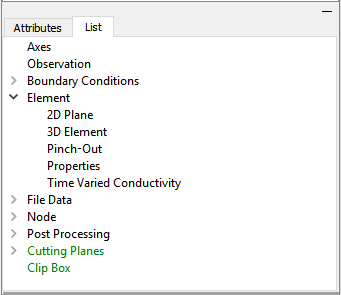 Attributes List
Axes
Observation
Boundary Conditions
Element
2D Plane
3D Element
Pinch-Out
Properties
Time Varied Conductivity
File Data
Node
Post Processing
Cutting Planes
Clip Box